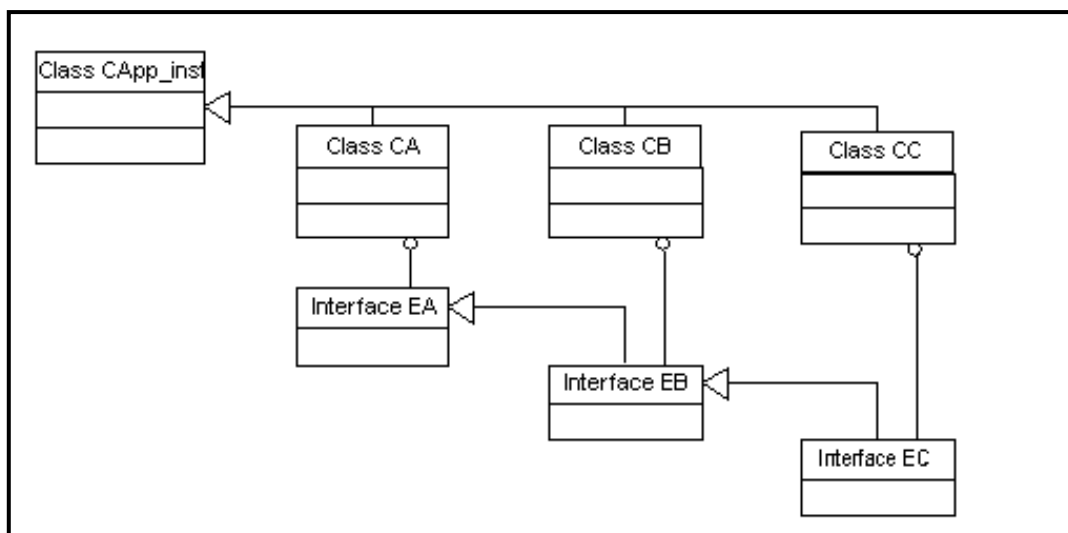 Class CApp_inst
Class CA
Class CB
Class CC
Interface EA
Interface EB
Interface EC